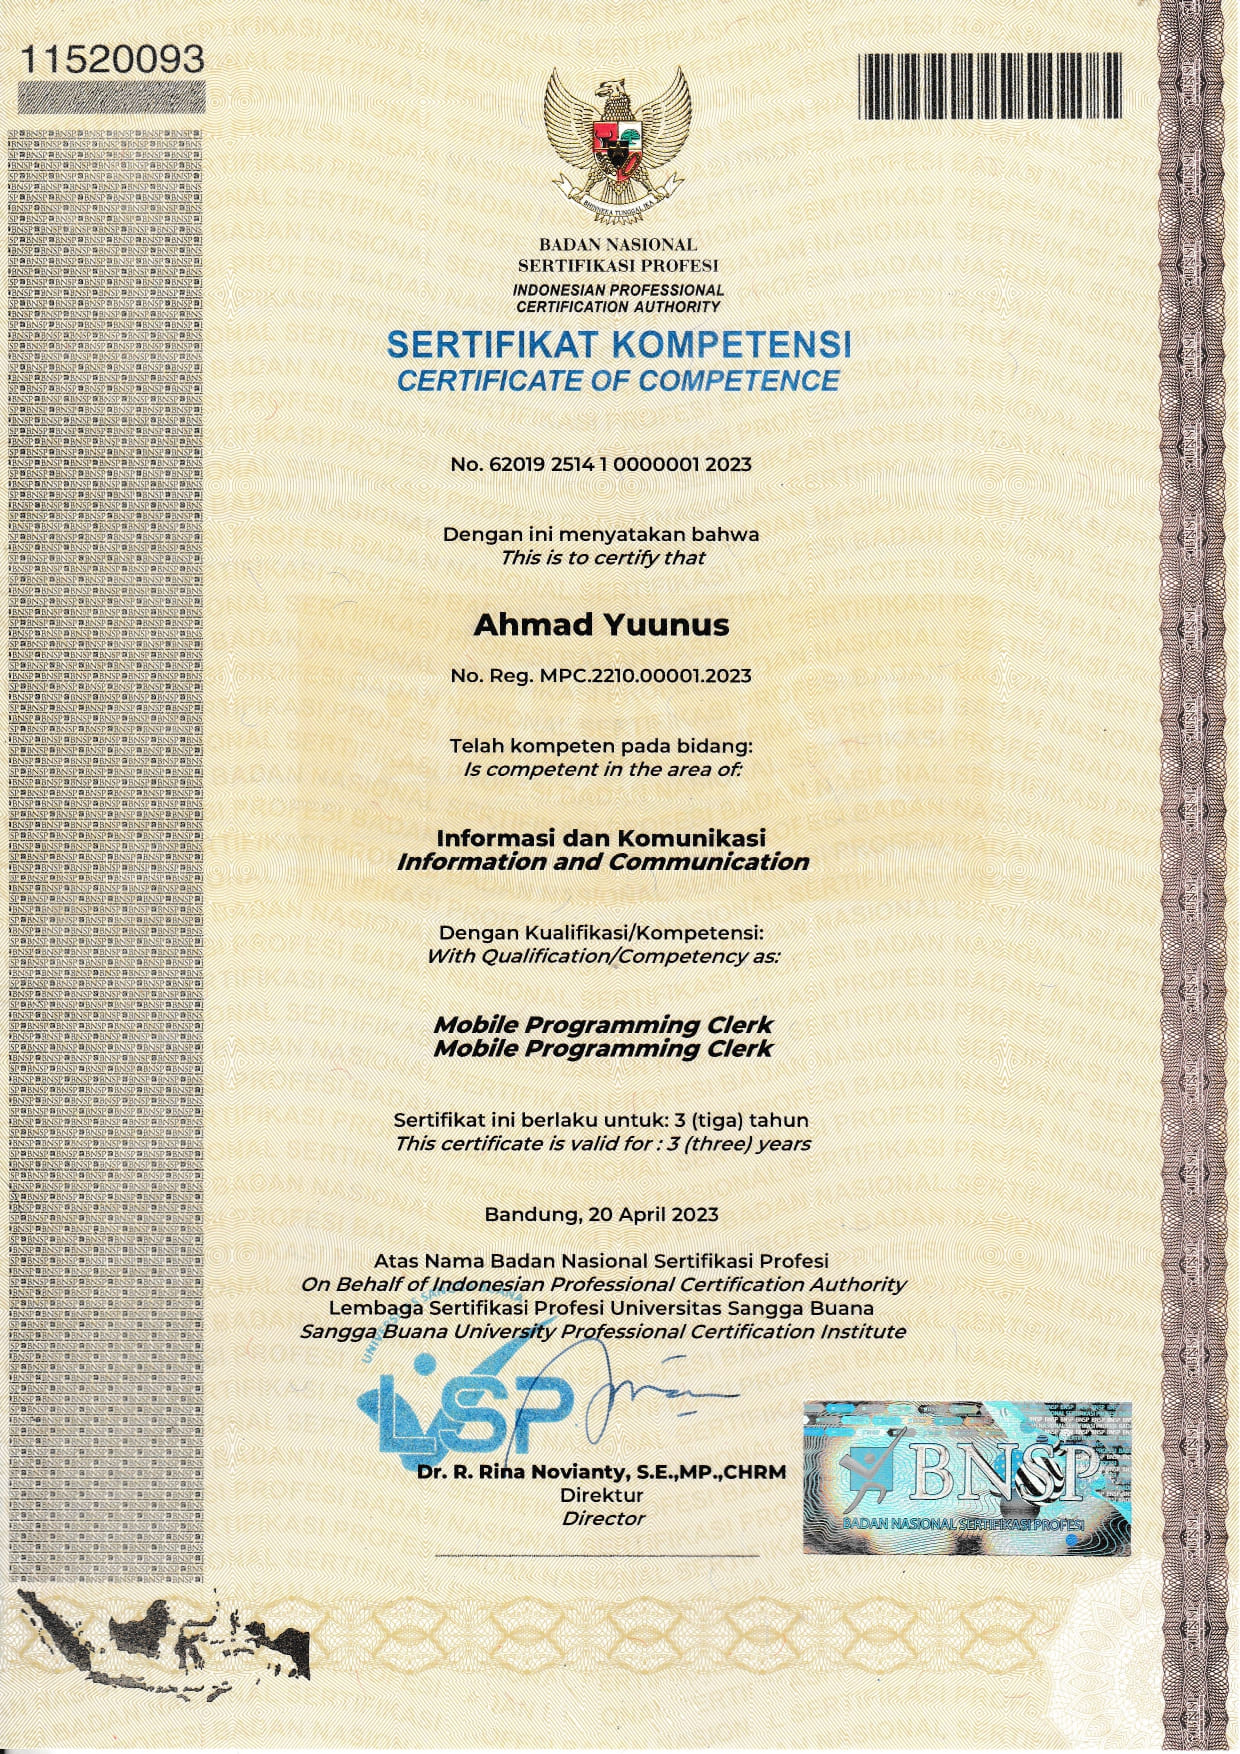 11520093
BHINNEKA TUNGGAL IKA
BADAN NASIONAL
SERTIFIKASI PROFESI
INDONESIAN PROFESSIONAL
CERTIFICATION AUTHORITY
SERTIFIKAT KOMPETENSI
CERTIFICATE OF COMPETENCE
No. 62019 2514 1 0000001 2023
Dengan ini menyatakan bahwa
This is to certify that
Ahmad Yuunus
No. Reg. MPC.2210.00001.2023
Telah kompeten pada bidang:
Is competent in the area of:
Informasi dan Komunikasi
Information and Communication
Dengan Kualifikasi/Kompetensi:
With Qualification/Competency as:
Mobile Programming Clerk
Mobile Programming Clerk
Sertifikat ini berlaku untuk: 3 (tiga) tahun
This certificate is valid for : 3 (three) years
Bandung, 20 April 2023
Atas Nama Badan Nasional Sertifikasi Profesi
On Behalf of Indonesian Professional Certification Authority
Lembaga Sertifikasi Profesi Universitas Sangga Buana
Sangga Buana University Professional Certification Institute
UNIVERSITAS SANGGA BUANA
LSP
Dr. R. Rina Novianty, S.E.,MP.,CHRM
Direktur
Director
BNSP
BADAN NASIONAL SERTIFIKASI PROFESI